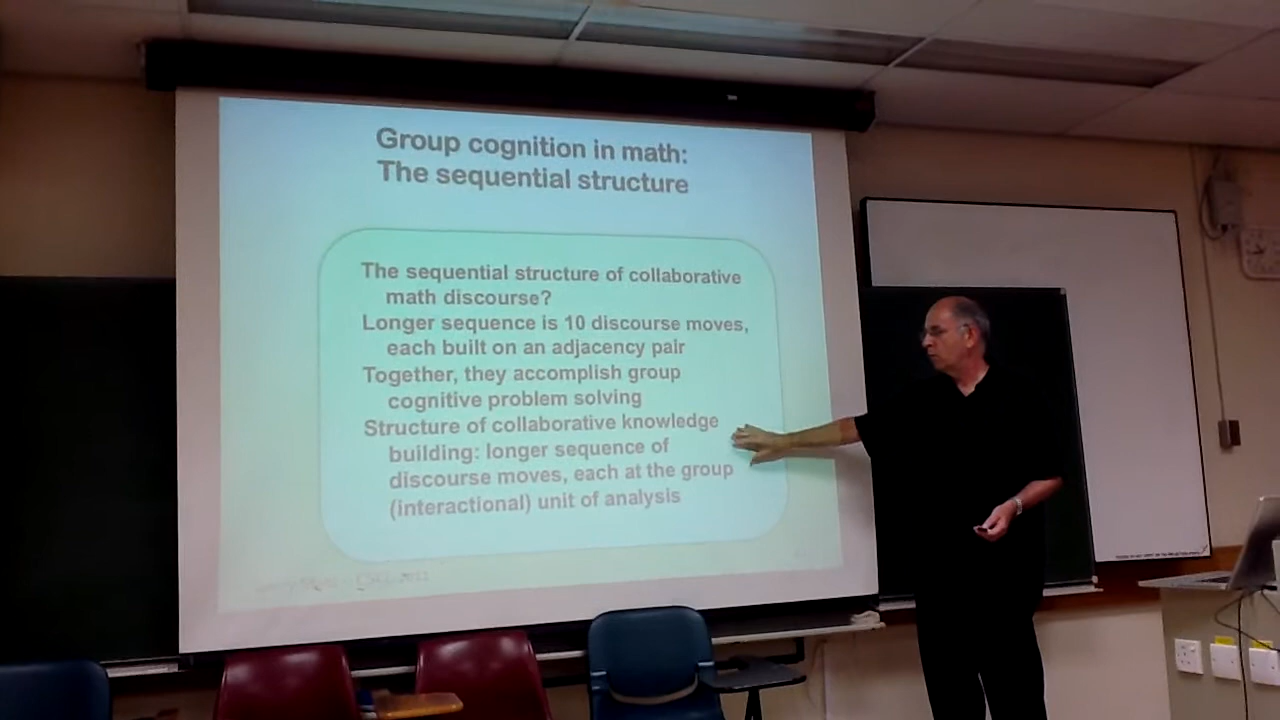 Group cognition in math:
The sequential structure
The sequential structure of collaborative
math discourse?
Longer sequence is 10 discourse moves,
each built on an adjacency pair
Together, they accomplish group
cognitive problem solving
Structure of collaborative knowledge
building: longer sequence of
discourse moves, each at the group
(interactional) unit of analysis